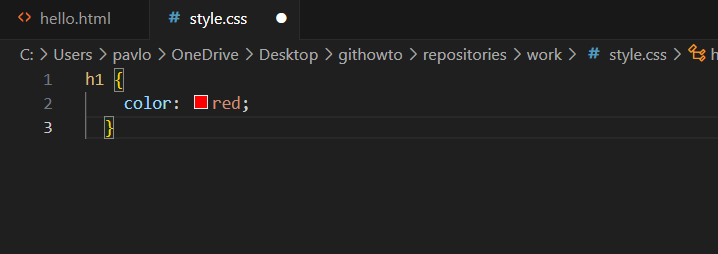 hello.html # style.css
C: > Users > pavlo > OneDrive > Desktop > githowto > repositories > work > # style.css > h
1 h1 {
2     color: red;
3   }